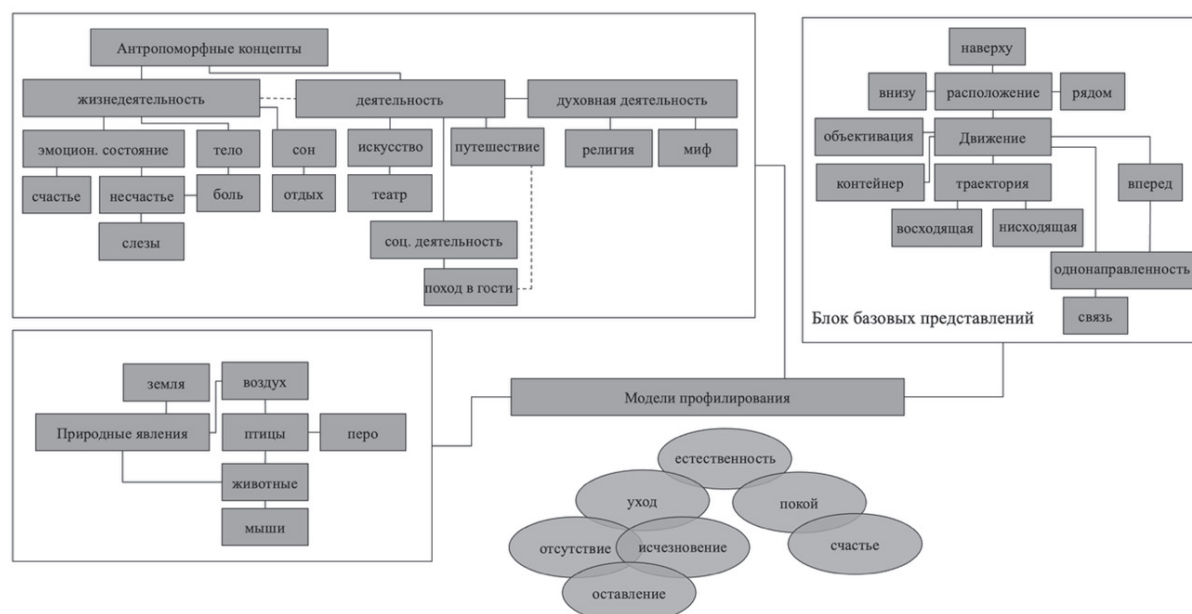 Антропоморфные концепты
жизнедеятельность
деятельность
духовная деятельность
эмоцион. состояние
тело
сон
искусство
путешествие
религия
миф
счастье
несчастье
боль
отдых
театр
слезы
соц. деятельность
поход в гости
наверху
внизу
расположение
рядом
объективация
Движение
контейнер
траектория
вперед
восходящая
нисходящая
однонаправленность
связь
Блок базовых представлений
земля
воздух
Природные явления
птицы
перо
животные
мыши
Модели профилирования
естественность
уход
покой
отсутствие
исчезновение
счастье
оставление